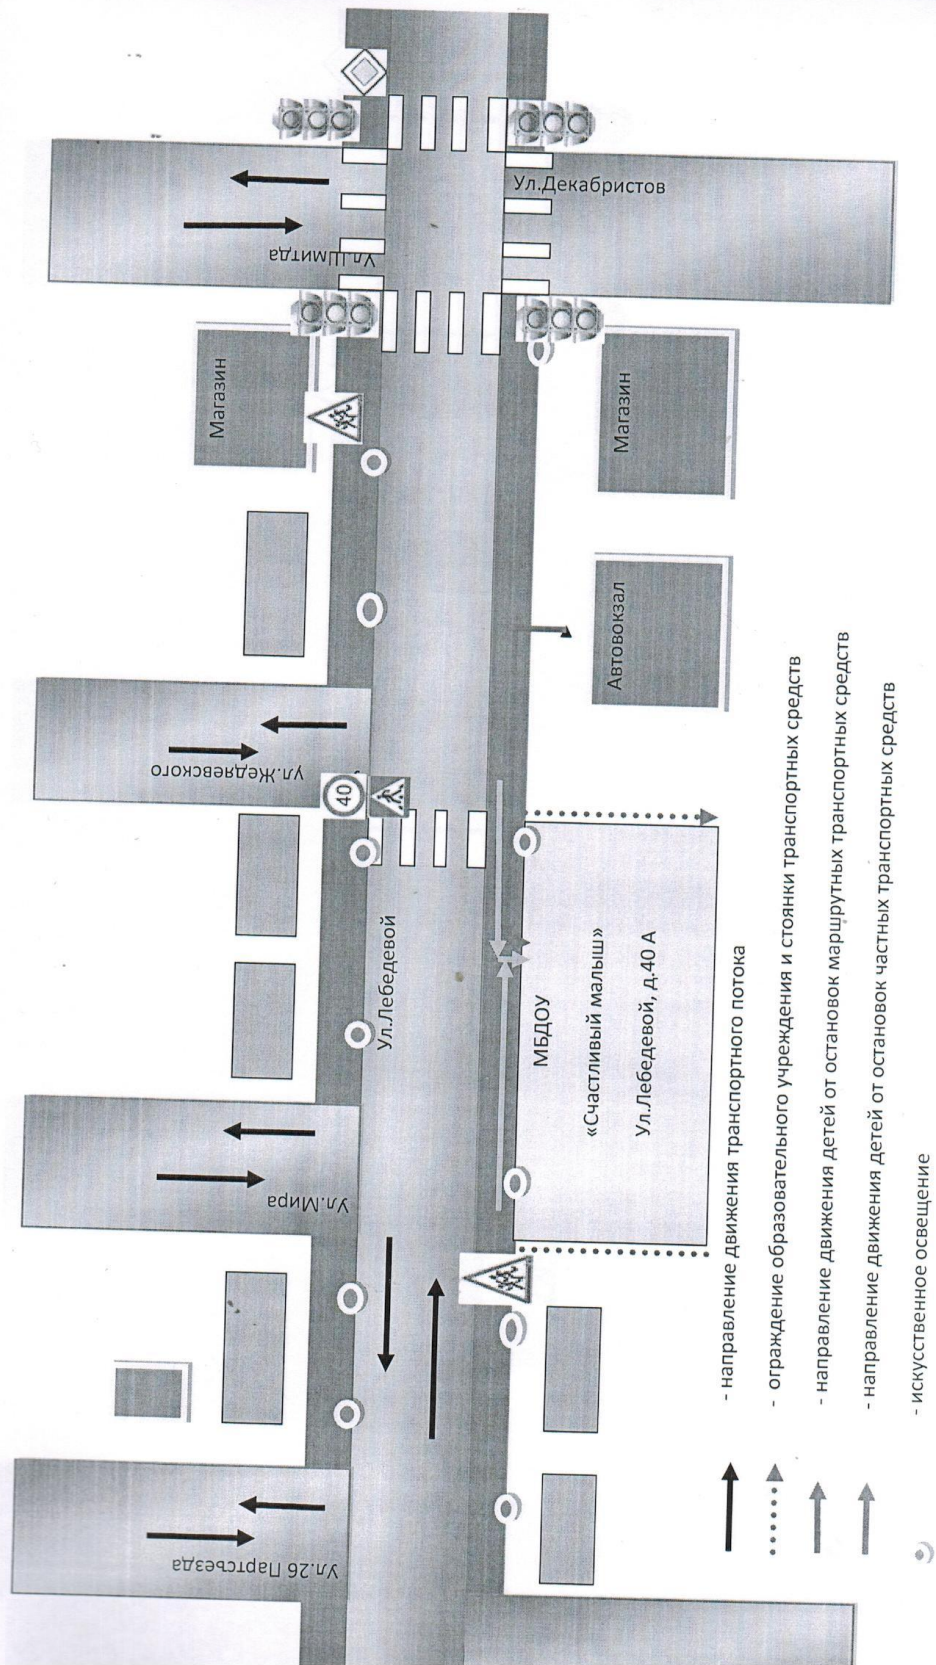 Ул.Шмитда
Ул.Декабристов
Магазин
Магазин
Автовокзал
ул.Жедяевского
40
Ул.Лебедевой
Ул.Мира
Ул.26 Партсъезда
МБДОУ
«Счастливый малыш»
Ул.Лебедевой, д.40 А
- направление движения транспортного потока
- ограждение образовательного учреждения и стоянки транспортных средств
- направление движения детей от остановок маршрутных транспортных средств
- направление движения детей от остановок частных транспортных средств
- искусственное освещение